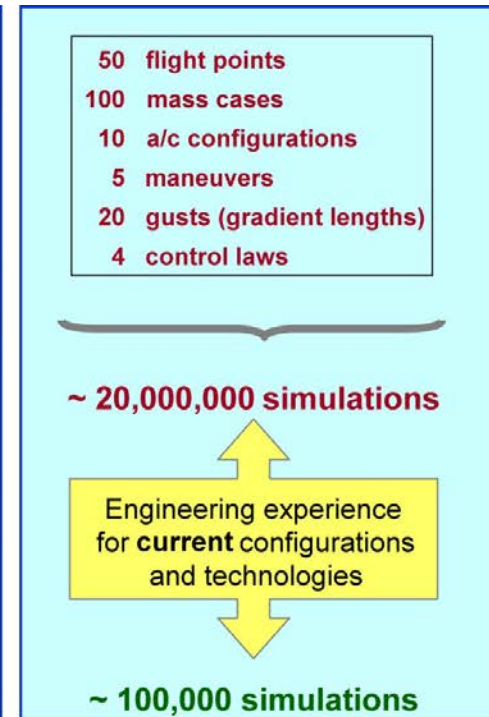 50 flight points
100 mass cases
10 a/c configurations
5 maneuvers
20 gusts (gradient lengths)
4 control laws
~ 20,000,000 simulations
Engineering experience
for current configurations
and technologies
~ 100,000 simulations